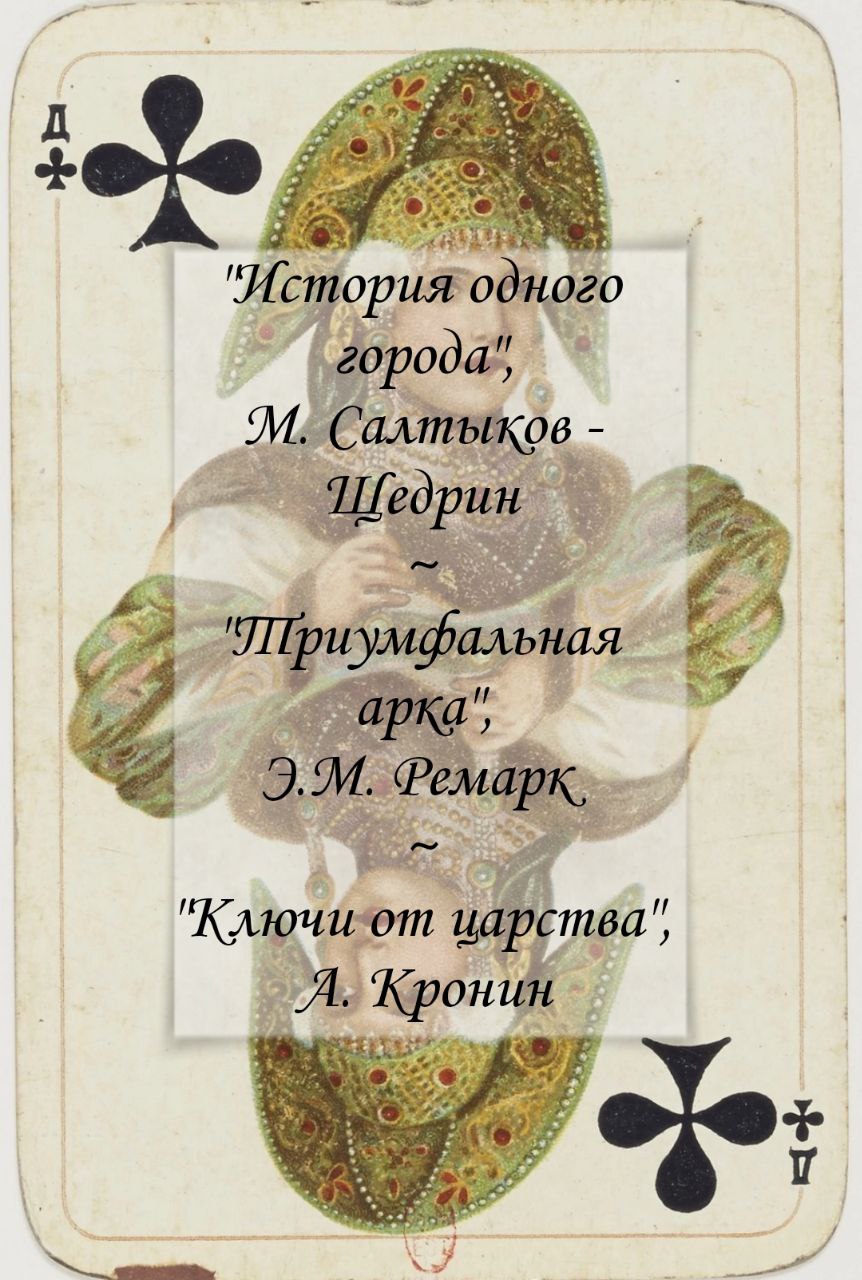 Д
"История одного
города",
М. Салтыков -
Щедрин
~
"Триумфальная
арка",
Э.М. Ремарк
~
"Ключи от царства",
А. Кронин
Д